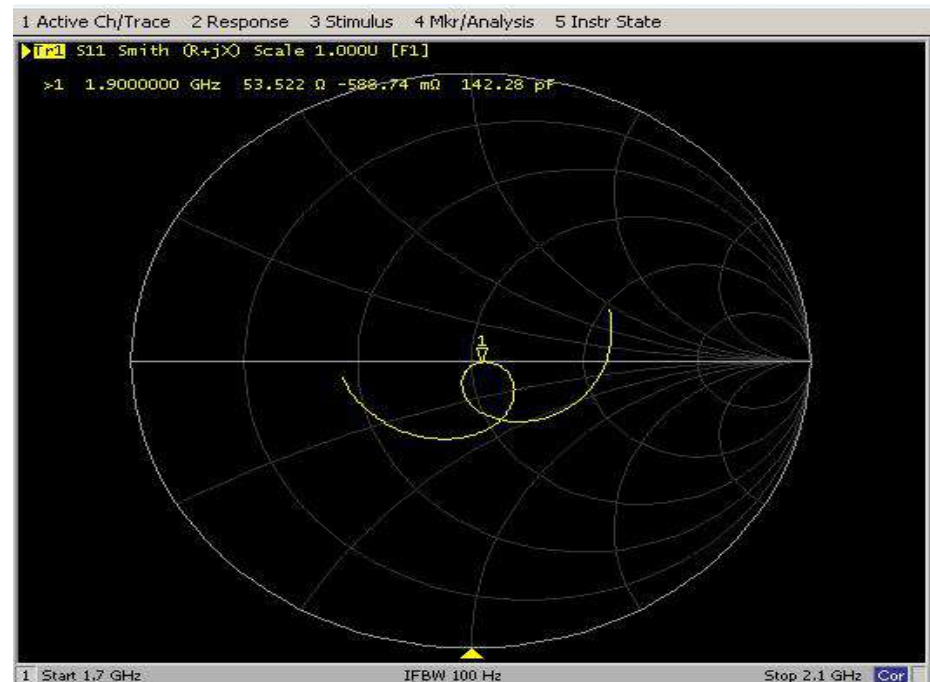 1 Active Ch/Trace 2 Response 3 Stimulus 4 Mkr/Analysis 5 Instr State
Tr1 S11 Smith (R+jX) Scale 1.000U [F1]
>1 1.9000000 GHz 53.522 Ω -588.74 mΩ 142.28 pF
1
1 Start 1.7 GHz IFBW 100 Hz Stop 2.1 GHz Cor